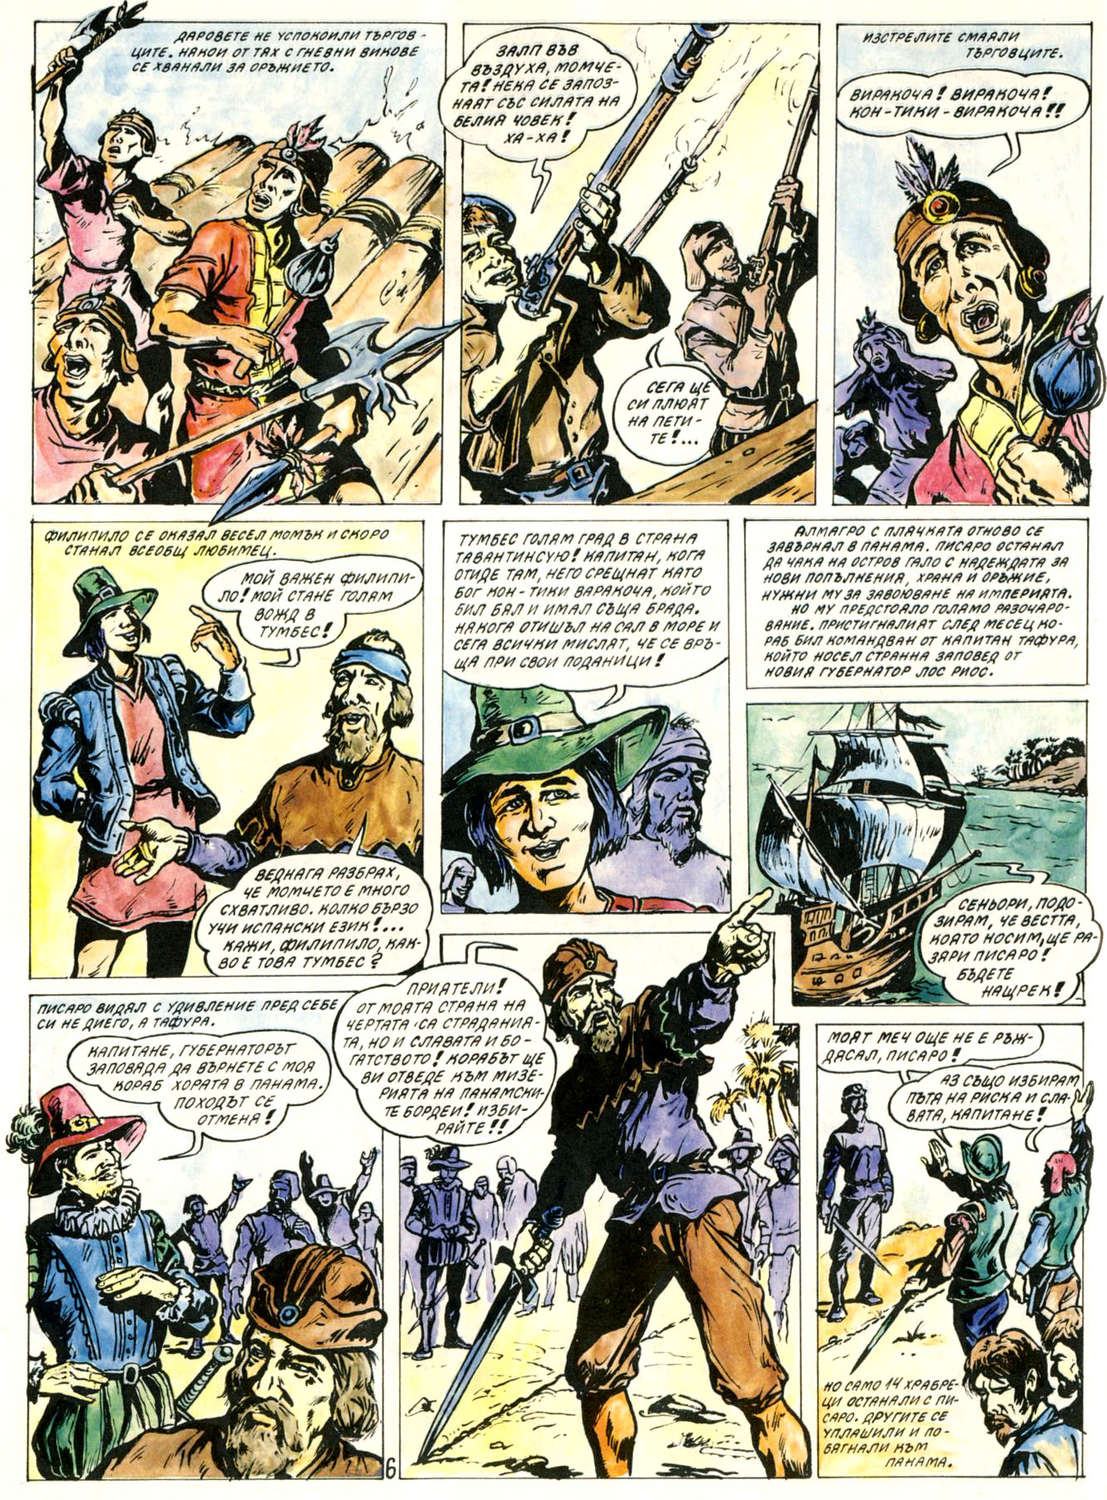 ДАРОВЕТЕ НЕ УСПОКОИЛИ ТЪРГОВ-
ЦИТЕ. НЯКОИ ОТ ТЯХ С ГНЕВНИ ВИКОВЕ
СЕ ХВАНАЛИ ЗА ОРЪЖИЕТО.
ЗАЛП ВЪВ
ВЪЗДУХА, МОМЧЕ-
ТА! НЕКА СЕ ЗАПОЗ-
НАЯТ СЪС СИЛАТА НА
БЕЛИЯ ЧОВЕК!
ХА-ХА!
СЕГА ЩЕ
СИ ПЛЮЯТ
НА ПЕТИ-
ТЕ!...
ИЗСТРЕЛИТЕ СМАЯЛИ
ТЪРГОВЦИТЕ.
ВИРАКОЧА! ВИРАКОЧА!
КОН-ТИКИ-ВИРАКОЧА!!
ФИЛИПИЛО СЕ ОКАЗАЛ ВЕСЕЛ МОМЪК И СКОРО
СТАНАЛ ВСЕОБЩ ЛЮБИМЕЦ.
МОЙ ВАЖЕН ФИЛИПИ-
ЛО! МОЙ СТАНЕ ГОЛЯМ
ВОЖД В
ТУМБЕС!
ВЕДНАГА РАЗБРАХ,
ЧЕ МОМЧЕТО Е МНОГО
СХВАТЛИВО. КОЛКО БЪРЗО
УЧИ ИСПАНСКИ ЕЗИК!...
КАЖИ, ФИЛИПИЛО, КАК-
ВО Е ТОВА ТУМБЕС?
ТУМБЕС ГОЛЯМ ГРАД В СТРАНА
ТАВАНТИНСУЮ! КАПИТАН, КОГА
ОТИДЕ ТАМ, НЕГО СРЕЩНАТ КАТО
БОГ КОН-ТИКИ ВАРАКОЧА, КОЙТО
БИЛ БЯЛ И ИМАЛ СЪЩА БРАДА.
НЯКОГА ОТИШЪЛ НА САЛ В МОРЕ И
СЕГА ВСИЧКИ МИСЛЯТ, ЧЕ СЕ ВРЪ-
ЩА ПРИ СВОИ ПОДАНИЦИ!
АЛМАГРО С ПЛЯЧКАТА ОТНОВО СЕ
ЗАВЪРНАЛ В ПАНАМА. ПИСАРО ОСТАНАЛ
ДА ЧАКА НА ОСТРОВ ГАЛО С НАДЕЖДАТА ЗА
НОВИ ПОПЪЛНЕНИЯ, ХРАНА И ОРЪЖИЕ,
НУЖНИ МУ ЗА ЗАВОЮВАНЕ НА ИМПЕРИЯТА.
НО МУ ПРЕДСТОЯЛО ГОЛЯМО РАЗОЧАРО-
ВАНИЕ. ПРИСТИГНАЛИЯТ СЛЕД МЕСЕЦ КО-
РАБ БИЛ КОМАНДВАН ОТ КАПИТАН ТАФУРА,
КОЙТО НОСЕЛ СТРАННА ЗАПОВЕД ОТ
НОВИЯ ГУБЕРНАТОР ЛОС РИОС.
СЕНЬОРИ, ПОДО-
ЗИРАМ, ЧЕ ВЕСТТА,
КОЯТО НОСИМ, ЩЕ РА-
ЗЯРИ ПИСАРО!
БЪДЕТЕ
НАЩРЕК!
ПИСАРО ВИДЯЛ С УДИВЛЕНИЕ ПРЕД СЕБЕ
СИ НЕ ДИЕГО, А ТАФУРА.
КАПИТАНЕ, ГУБЕРНАТОРЪТ
ЗАПОВЯДА ДА ВЪРНЕТЕ С МОЯ
КОРАБ ХОРАТА В ПАНАМА.
ПОХОДЪТ СЕ
ОТМЕНЯ!
ПРИЯТЕЛИ!
ОТ МОЯТА СТРАНА НА
ЧЕРТАТА СА СТРАДАНИЯ-
ТА, НО И СЛАВАТА И БО-
ГАТСТВОТО! КОРАБЪТ ЩЕ
ВИ ОТВЕДЕ КЪМ МИЗЕ-
РИЯТА НА ПАНАМСКИ-
ТЕ БОРДЕИ! ИЗБИ-
РАЙТЕ!!
МОЯТ МЕЧ ОЩЕ НЕ Е РЪЖ-
ДАСАЛ, ПИСАРО!
АЗ СЪЩО ИЗБИРАМ
ПЪТЯ НА РИСКА И СЛА-
ВАТА, КАПИТАНЕ!
НО САМО 14 ХРАБРЕ-
ЦИ ОСТАНАЛИ С ПИ-
САРО. ДРУГИТЕ СЕ
УПЛАШИЛИ И ПО-
БЯГНАЛИ КЪМ
ПАНАМА.
6